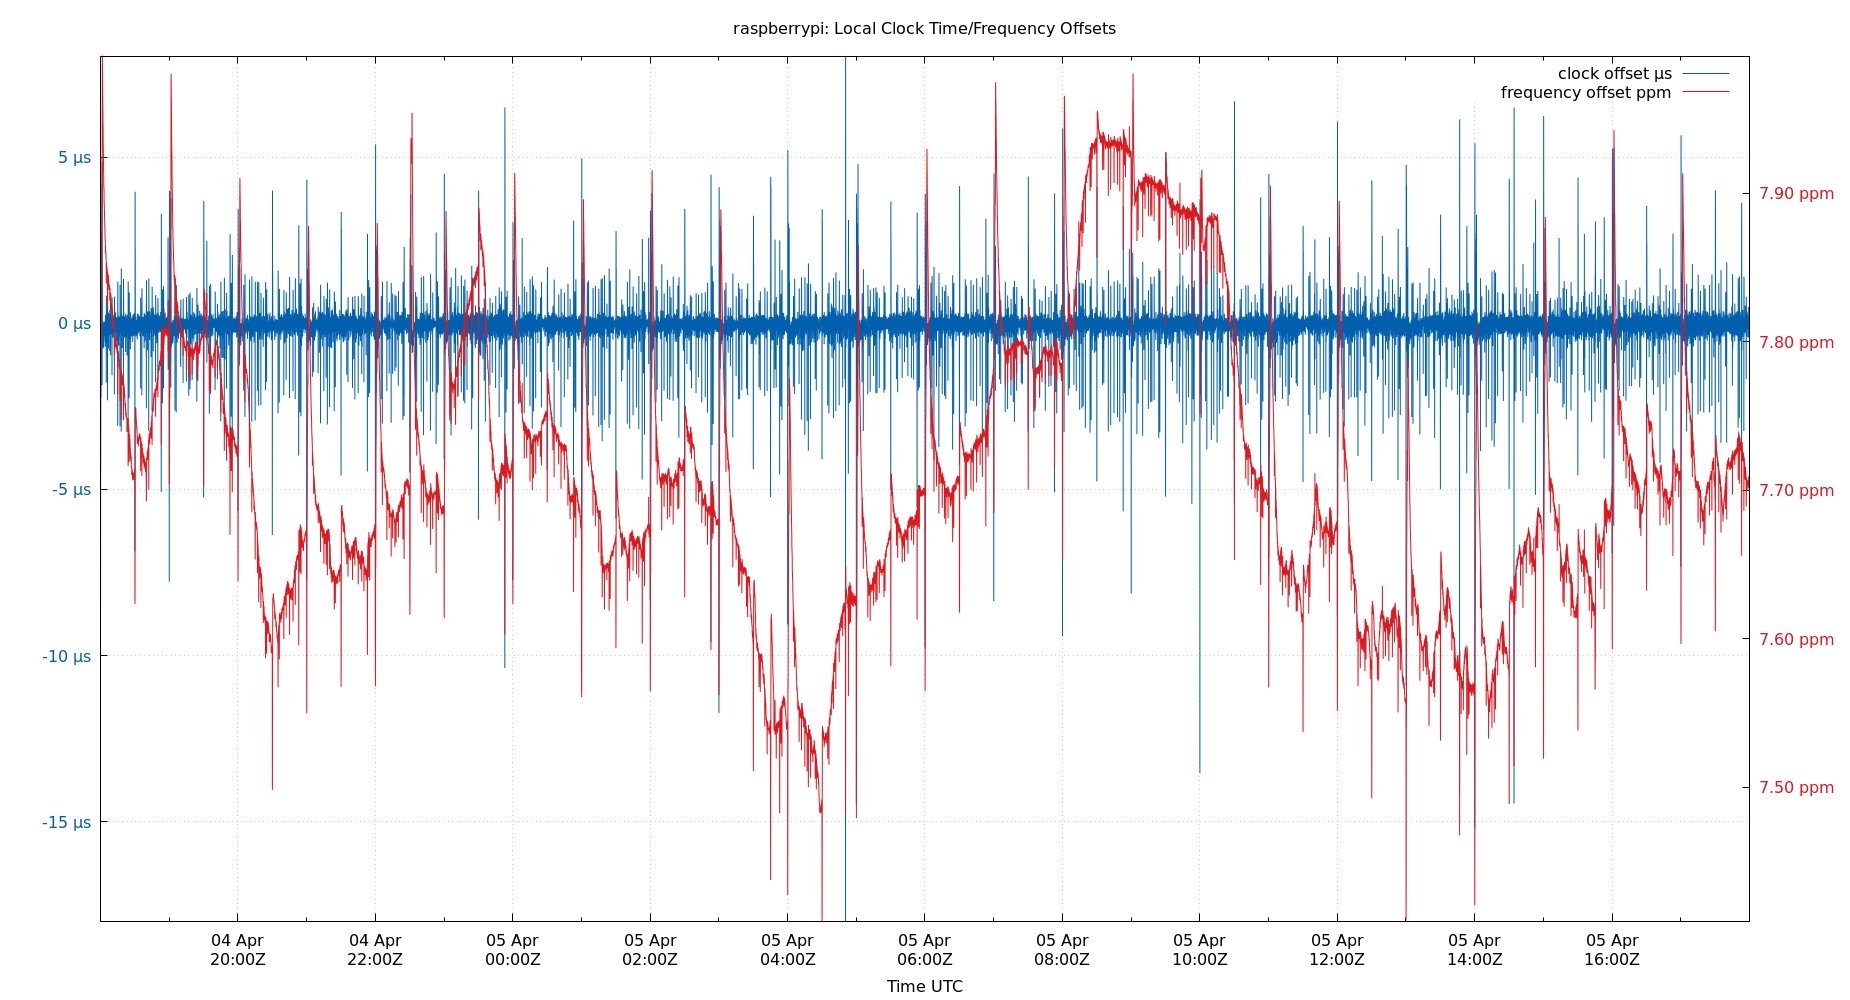 raspberrypi: Local Clock Time/Frequency Offsets
clock offset µs
frequency offset ppm
5 µs
0 µs
-5 µs
-10 µs
-15 µs
7.90 ppm
7.80 ppm
7.70 ppm
7.60 ppm
7.50 ppm
04 Apr 04 Apr 05 Apr 05 Apr 05 Apr 05 Apr 05 Apr 05 Apr 05 Apr 05 Apr 05 Apr
20:00Z 22:00Z 00:00Z 02:00Z 04:00Z 06:00Z 08:00Z 10:00Z 12:00Z 14:00Z 16:00Z
Time UTC